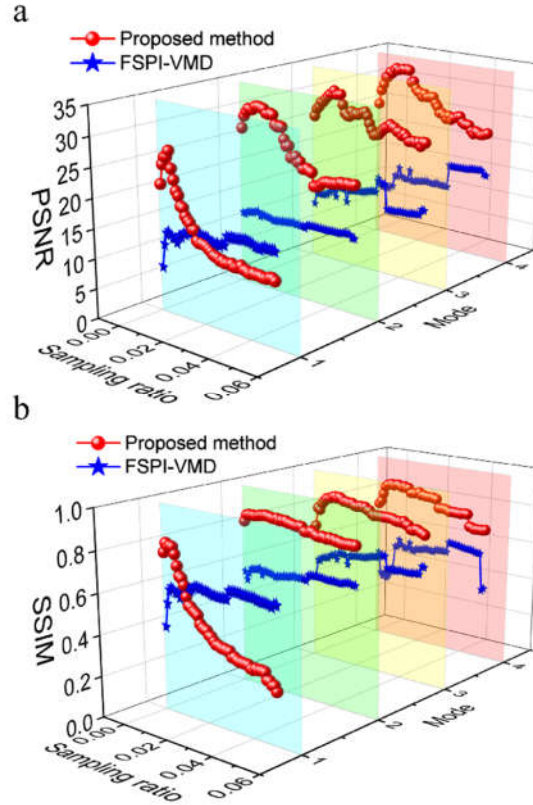 a
Proposed method
FSPI-VMD
35
30
25
20
15
10
5
0
PSNR
0.00
0.02
0.04
0.06
Sampling ratio
1
2
3
4
Mode
b
Proposed method
FSPI-VMD
1.0
0.8
0.6
0.4
0.2
0.0
SSIM
0.00
0.02
0.04
0.06
Sampling ratio
1
2
3
4
Mode